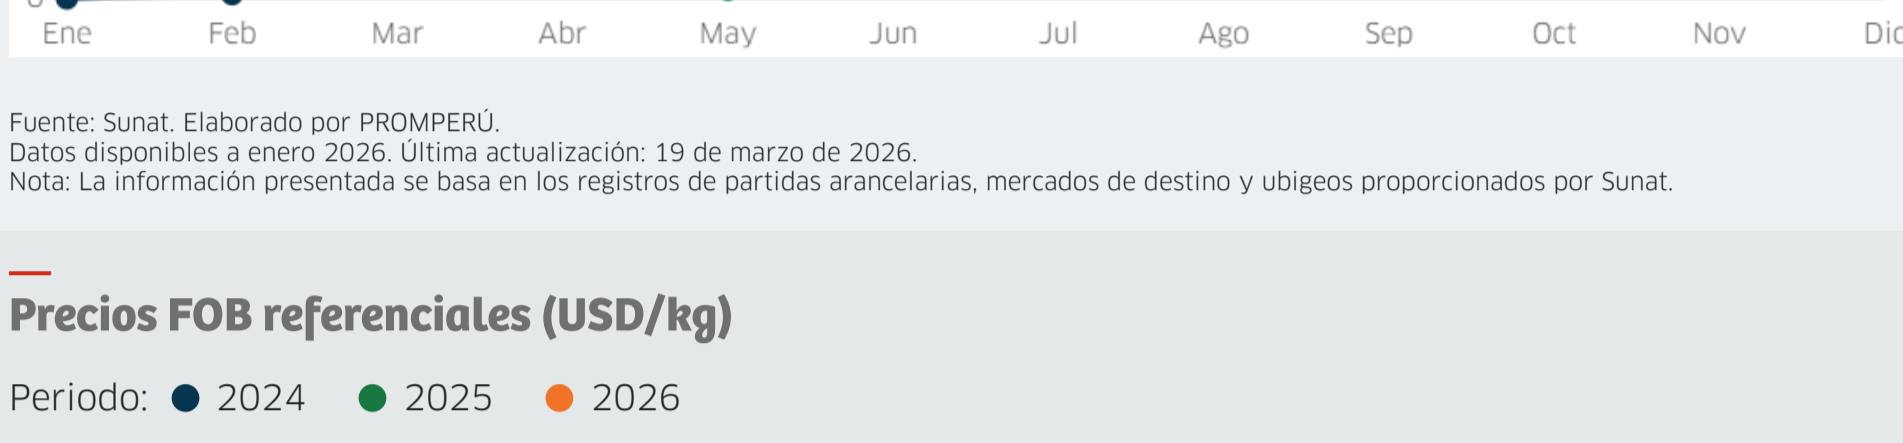 0
Ene Feb Mar Abr May Jun Jul Ago Sep Oct Nov Dic
Fuente: Sunat. Elaborado por PROMPERÚ.
Datos disponibles a enero 2026. Última actualización: 19 de marzo de 2026.
Nota: La información presentada se basa en los registros de partidas arancelarias, mercados de destino y ubigeos proporcionados por Sunat.
Precios FOB referenciales (USD/kg)
Periodo: 2024 2025 2026